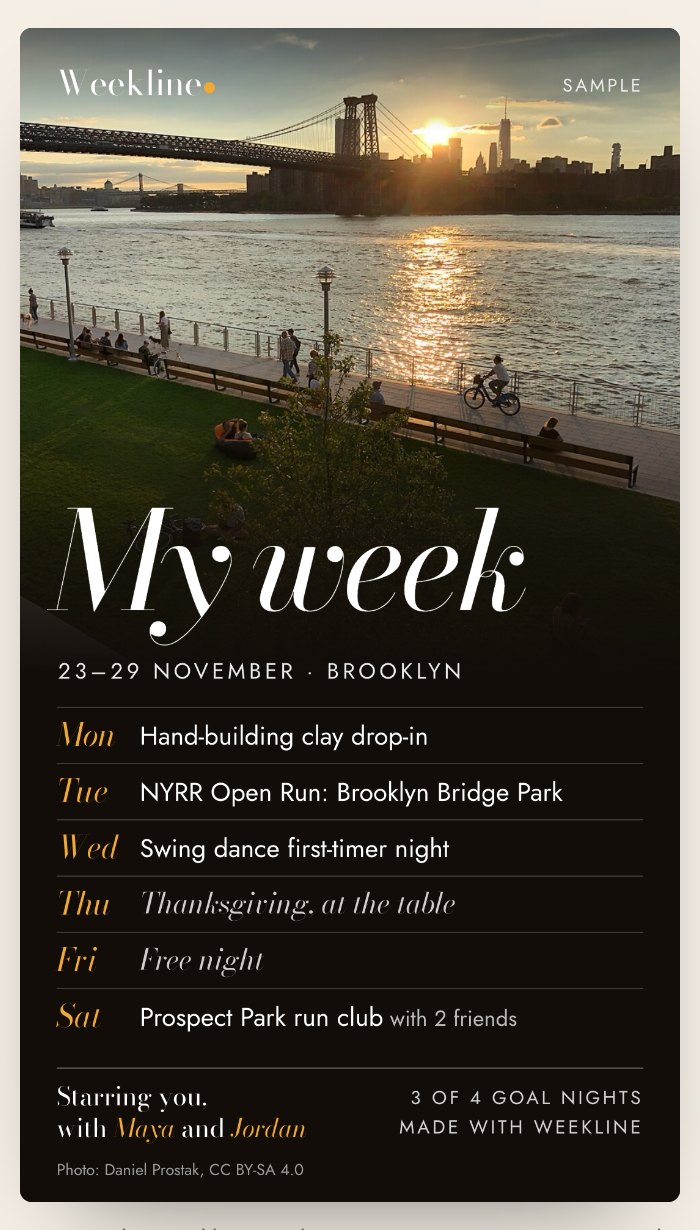 Weekline
SAMPLE
My week
23–29 NOVEMBER · BROOKLYN
Mon Hand-building clay drop-in
Tue NYRR Open Run: Brooklyn Bridge Park
Wed Swing dance first-timer night
Thu Thanksgiving, at the table
Fri Free night
Sat Prospect Park run club with 2 friends
Starring you,
with Maya and Jordan
3 OF 4 GOAL NIGHTS
MADE WITH WEEKLINE
Photo: Daniel Prostak, CC BY-SA 4.0